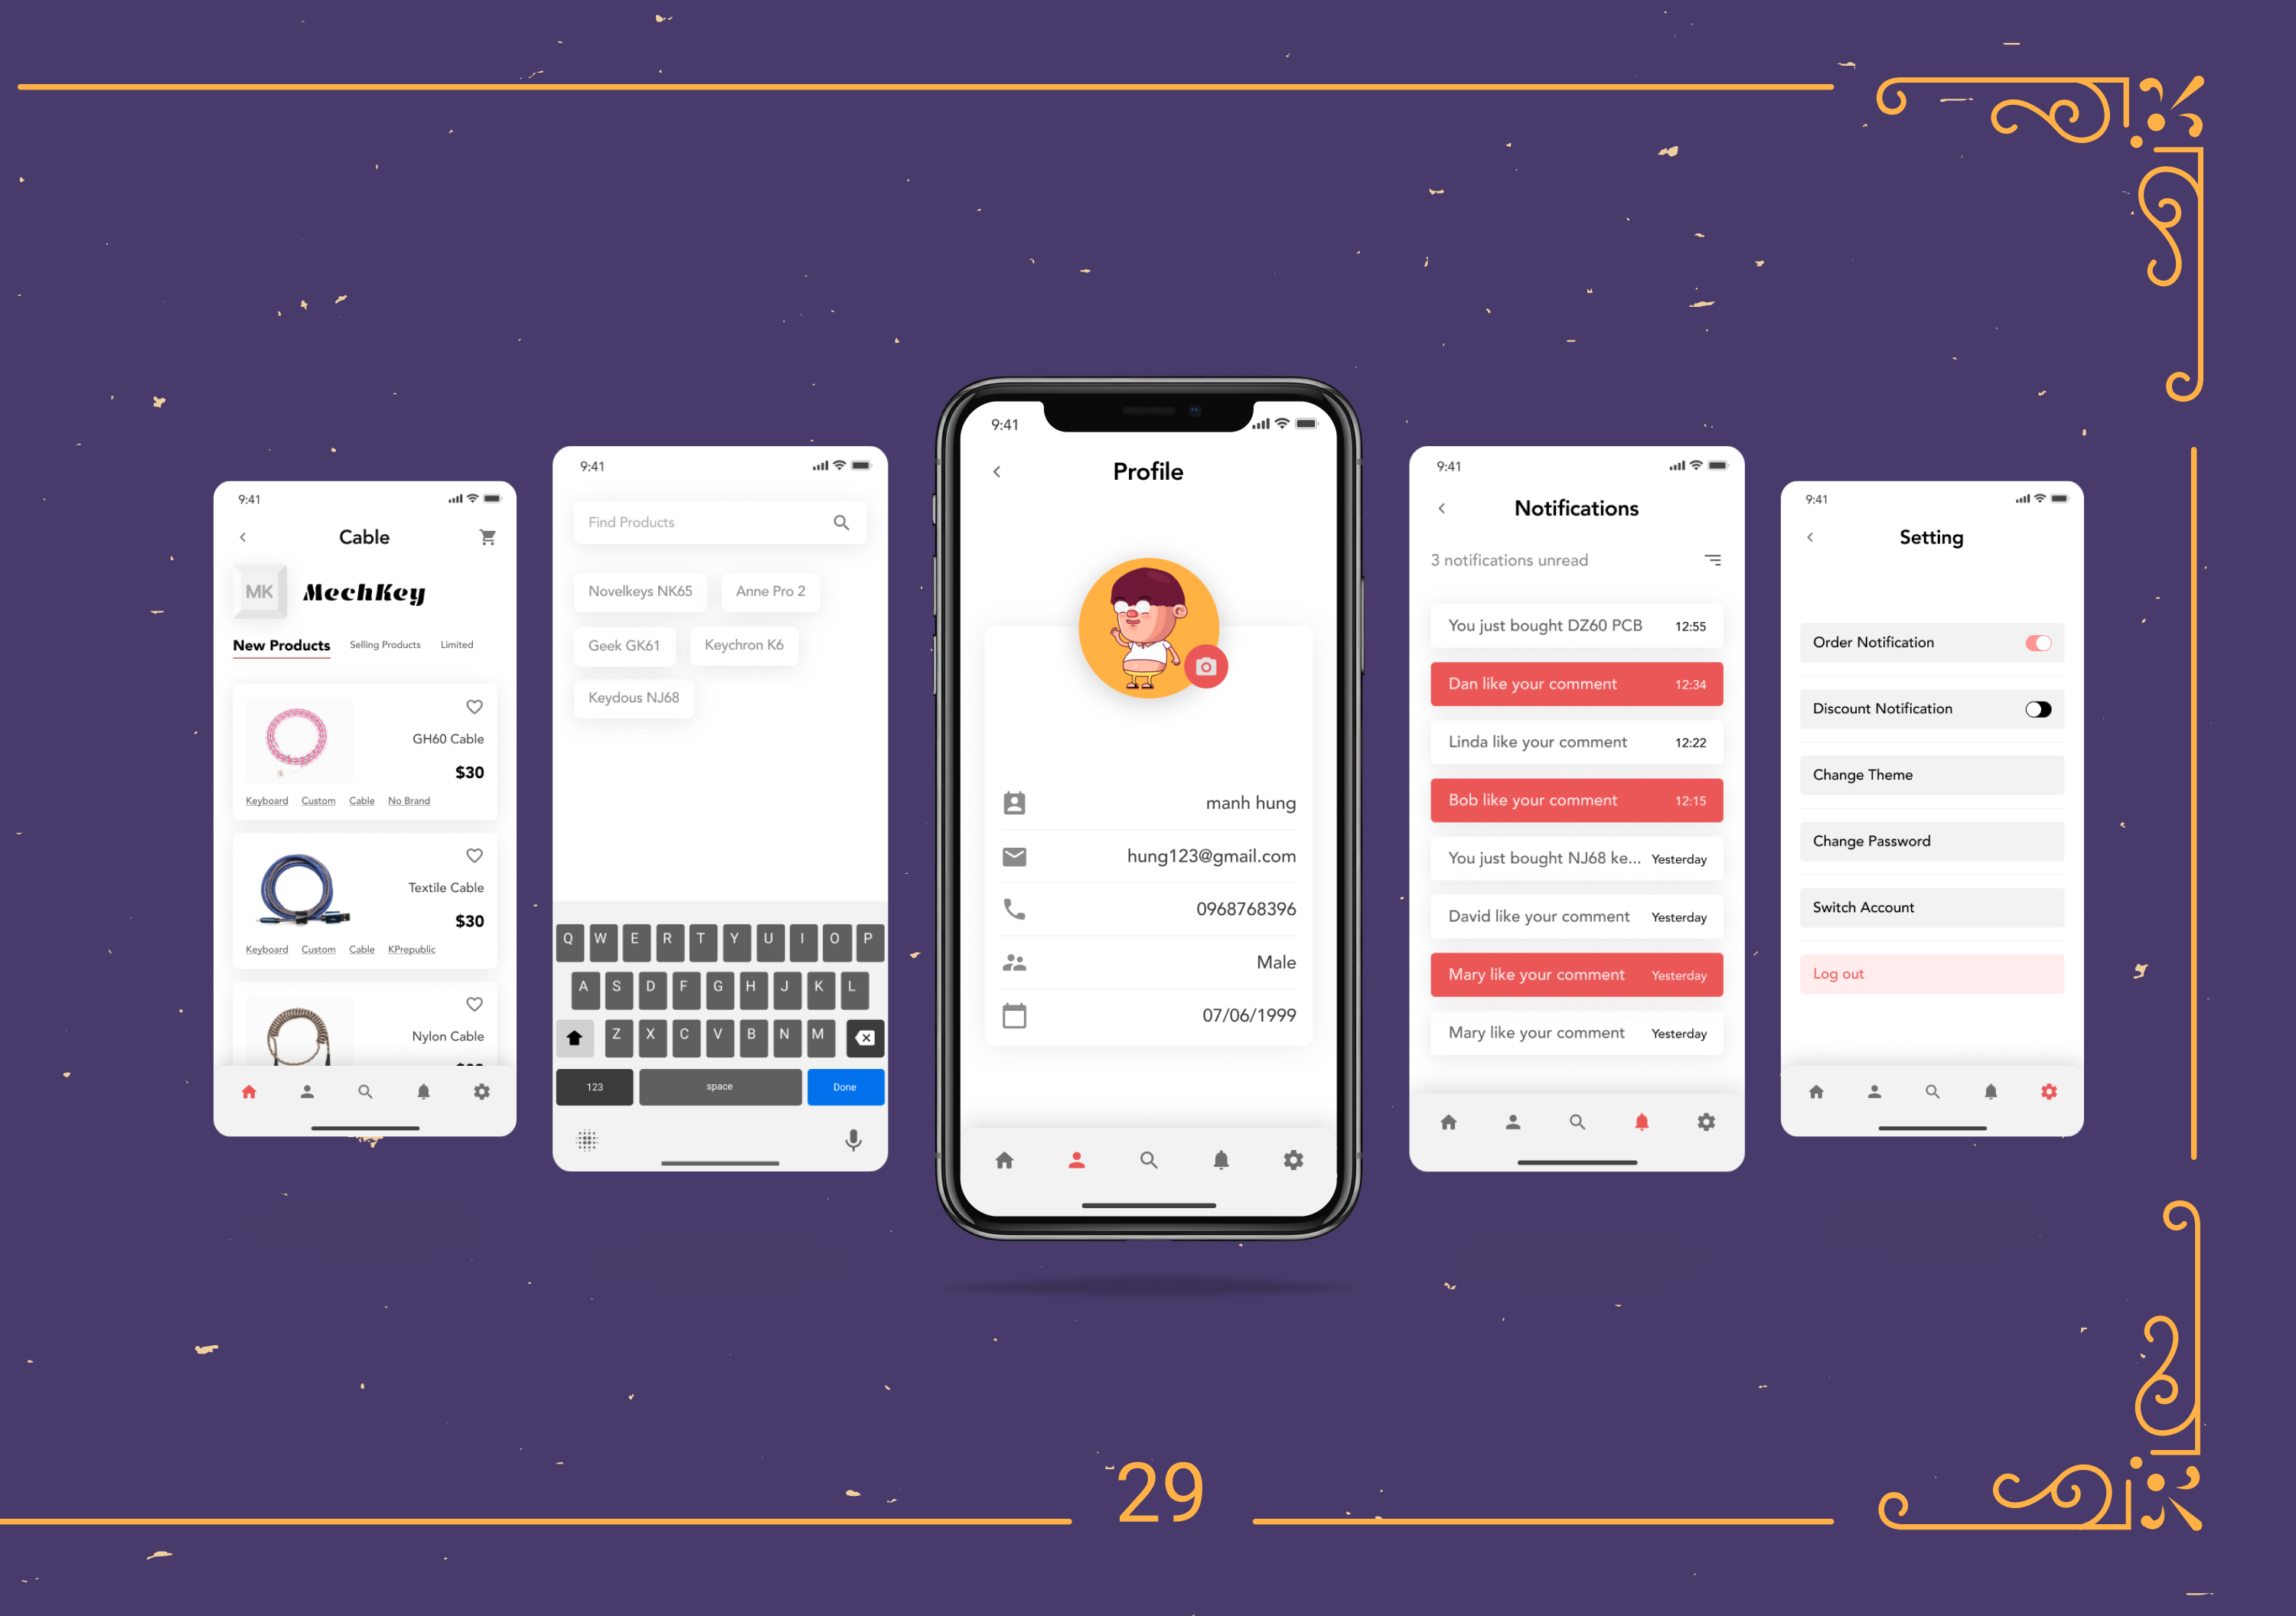 9:41
Cable
MK
MechKey
New Products Selling Products Limited
GH60 Cable
$30
Keyboard Custom Cable No Brand
Textile Cable
$30
Keyboard Custom Cable KPrepublic
Nylon Cable
9:41
Find Products
Novelkeys NK65 Anne Pro 2
Geek GK61 Keychron K6
Keydous NJ68
Q W E R T Y U I O P
A S D F G H J K L
Z X C V B N M
123 space Done
9:41
Profile
manh hung
hung123@gmail.com
0968768396
Male
07/06/1999
9:41
Notifications
3 notifications unread
You just bought DZ60 PCB 12:55
Dan like your comment 12:34
Linda like your comment 12:22
Bob like your comment 12:15
You just bought NJ68 ke... Yesterday
David like your comment Yesterday
Mary like your comment Yesterday
Mary like your comment Yesterday
9:41
Setting
Order Notification
Discount Notification
Change Theme
Change Password
Switch Account
Log out
29